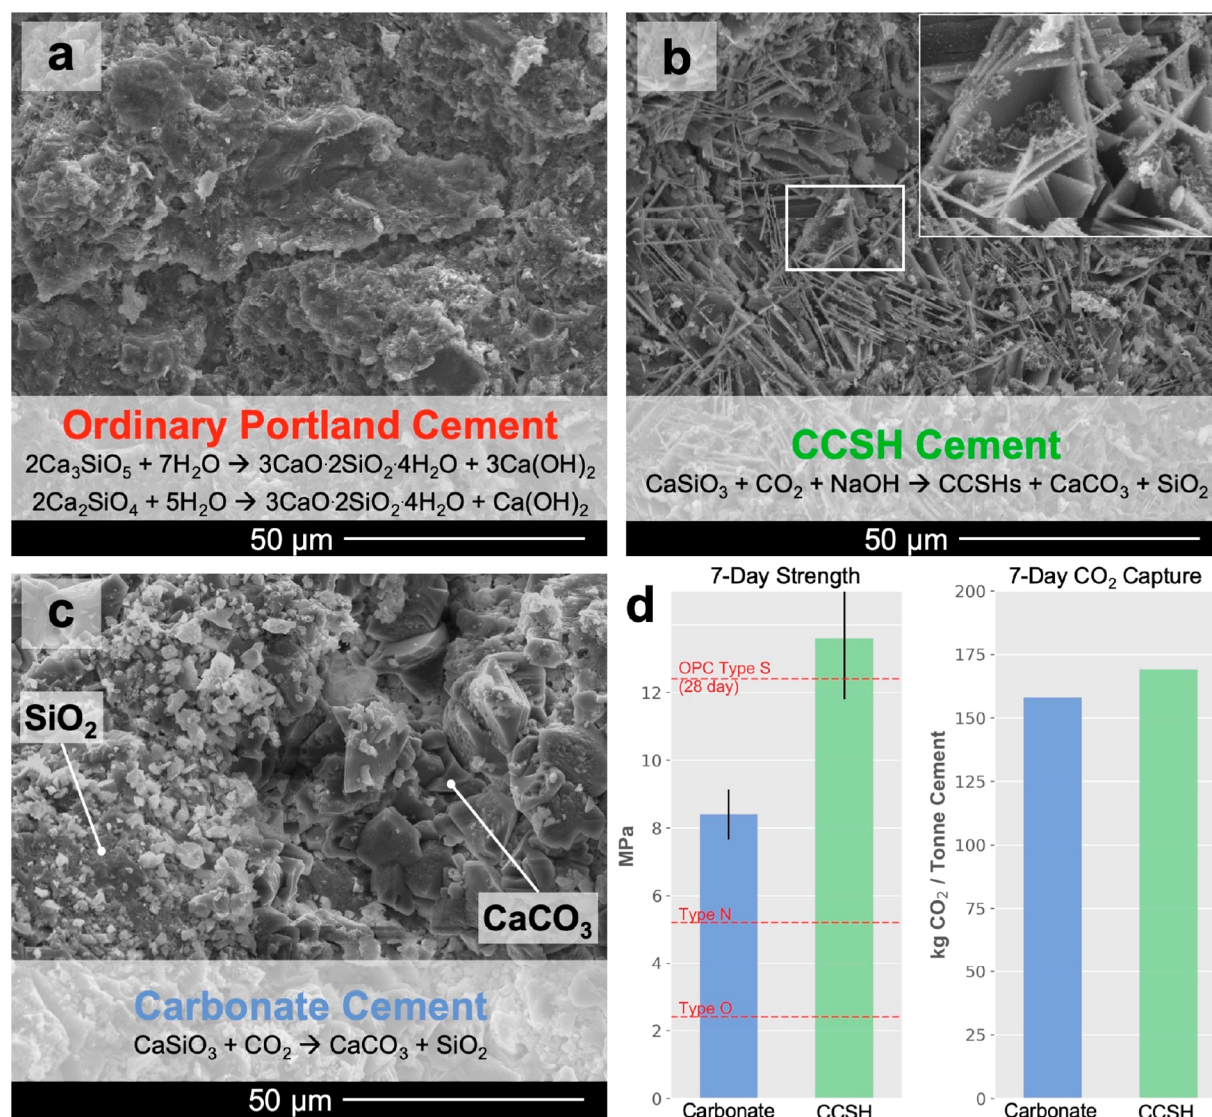 a
Ordinary Portland Cement
2Ca₃SiO₅ + 7H₂O → 3CaO·2SiO₂·4H₂O + 3Ca(OH)₂
2Ca₂SiO₄ + 5H₂O → 3CaO·2SiO₂·4H₂O + Ca(OH)₂
50 μm
b
CCSH Cement
CaSiO₃ + CO₂ + NaOH → CCSHs + CaCO₃ + SiO₂
50 μm
c
SiO₂
CaCO₃
Carbonate Cement
CaSiO₃ + CO₂ → CaCO₃ + SiO₂
50 μm
d
7-Day Strength
MPa
12
10
8
6
4
2
0
OPC Type S
(28 day)
Type N
Type O
Carbonate
CCSH
7-Day CO₂ Capture
kg CO₂ / Tonne Cement
200
175
150
125
100
75
50
25
0
Carbonate
CCSH